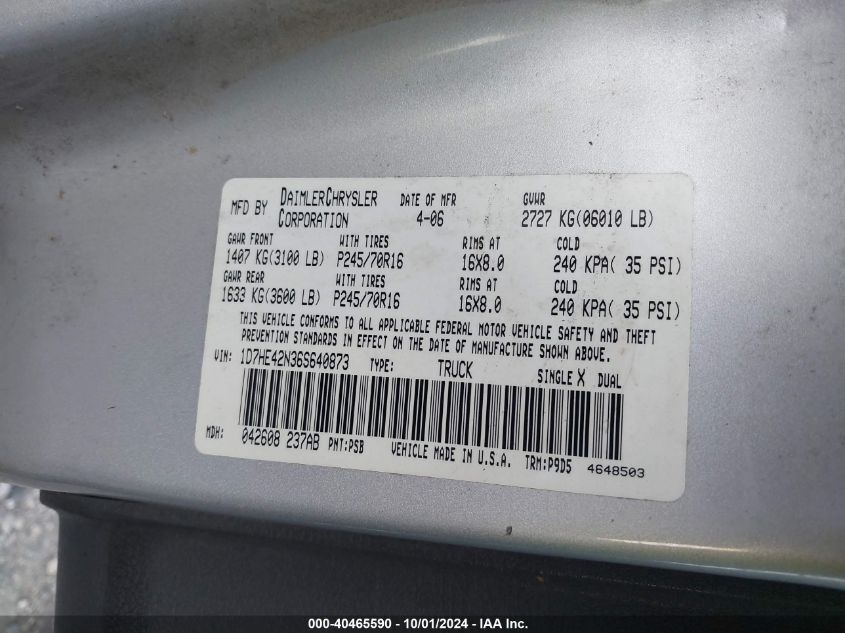 MFD BY DAIMLERCHRYSLER CORPORATION DATE OF MFR 4-06 GVWR 2727 KG(06010 LB)
GAWR FRONT WITH TIRES RIMS AT COLD
1407 KG(3100 LB) P245/70R16 16X8.0 240 KPA( 35 PSI)
GAWR REAR WITH TIRES RIMS AT COLD
1633 KG(3600 LB) P245/70R16 16X8.0 240 KPA( 35 PSI)
THIS VEHICLE CONFORMS TO ALL APPLICABLE FEDERAL MOTOR VEHICLE SAFETY AND THEFT
PREVENTION STANDARDS IN EFFECT ON THE DATE OF MANUFACTURE SHOWN ABOVE.
VIN: 1D7HE42N36S640873 TYPE: TRUCK SINGLE X DUAL
MDH: 042608 237AB PNT:PSB VEHICLE MADE IN U.S.A. TRM:P9D5 4648503
000-40465590 - 10/01/2024 - IAA Inc.